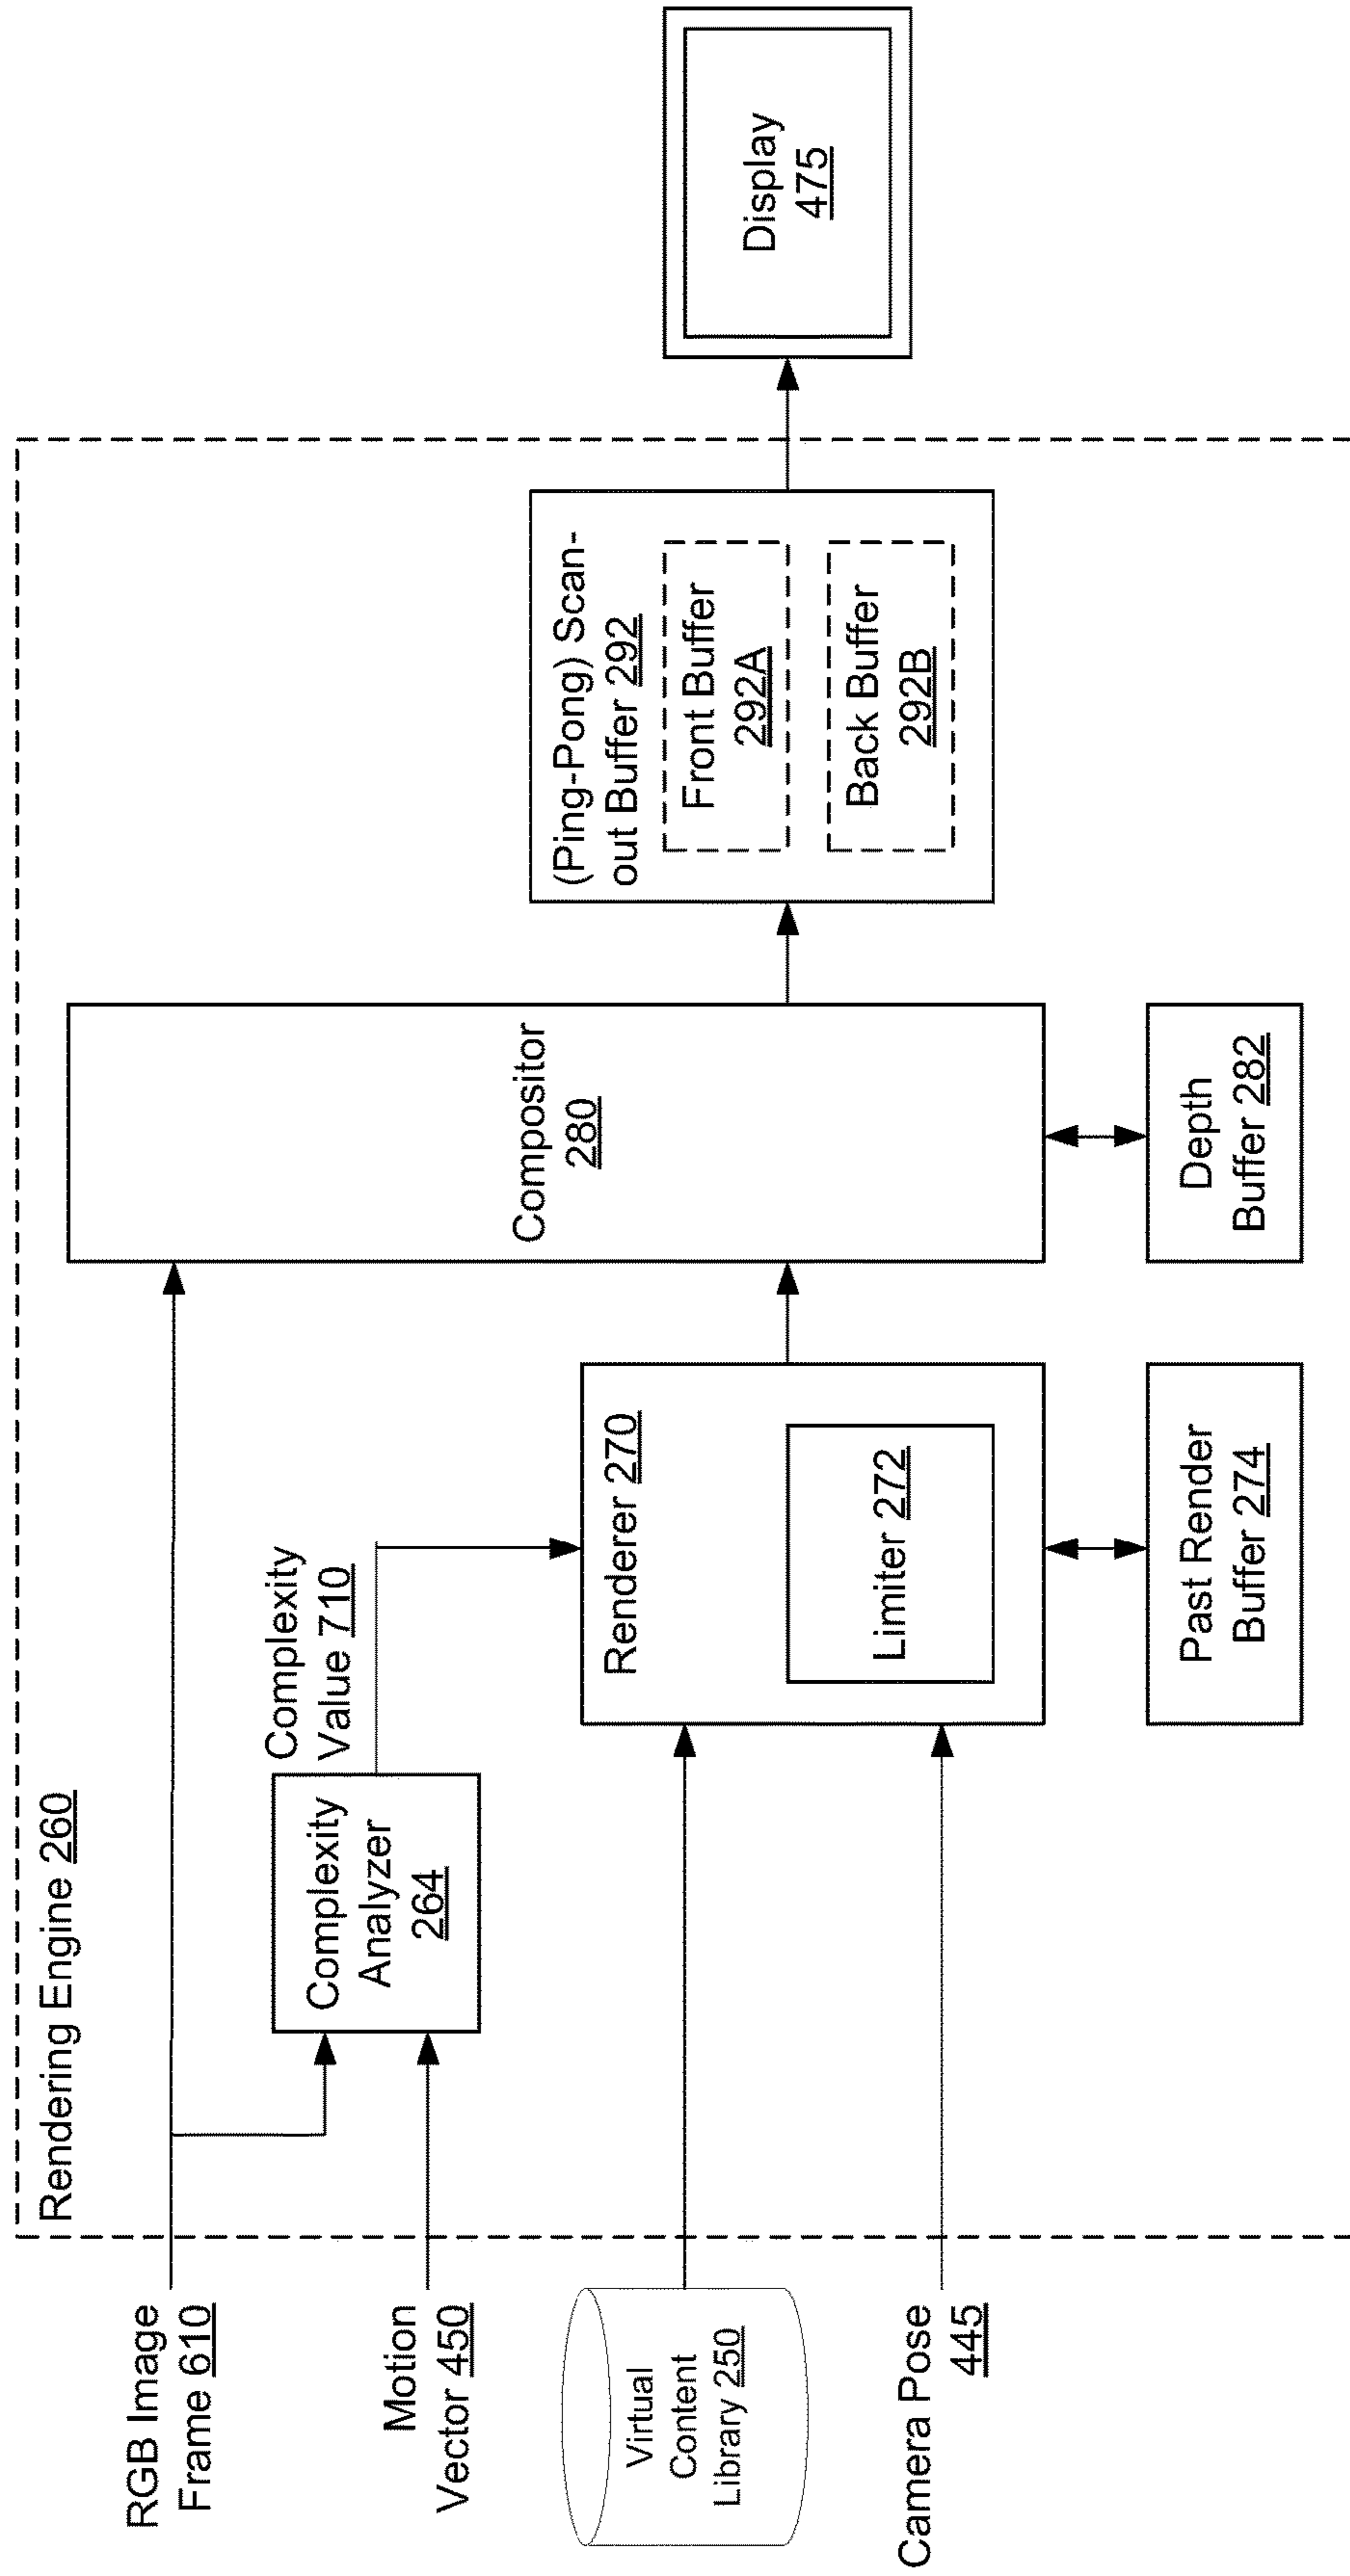 Rendering Engine 260
RGB Image
Frame 610
Motion
Vector 450
Virtual
Content
Library 250
Camera Pose
445
Complexity
Analyzer
264
Complexity
Value 710
Renderer 270
Limiter 272
Past Render
Buffer 274
Compositor
280
Depth
Buffer 282
(Ping-Pong) Scan-
out Buffer 292
Front Buffer
292A
Back Buffer
292B
Display
475